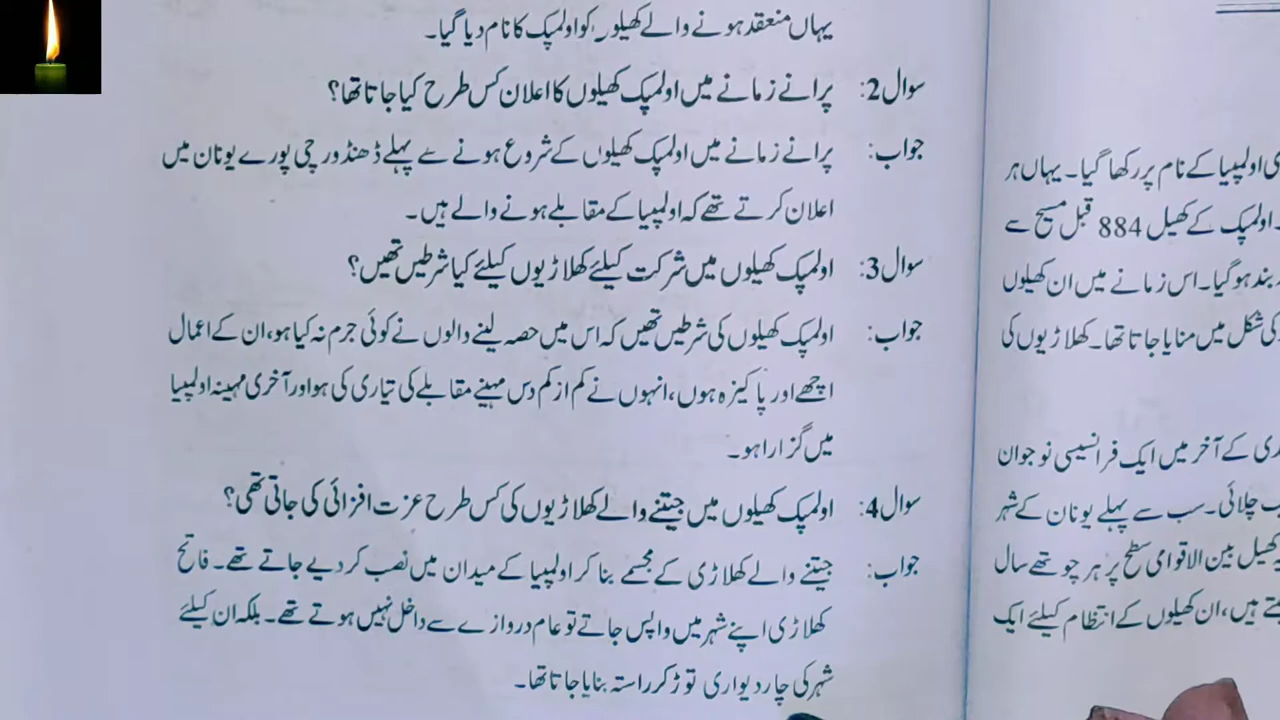 ی اولمپیا کے نام پر رکھا گیا۔ یہاں ہر
۔ اولمپک کے کھیل 884 قبل مسیح سے
بند ہوگیا۔ اس زمانے میں ان کھیلوں
کی شکل میں منایا جاتا تھا۔ کھلاڑیوں کی
دی کے آخر میں ایک فرانسیسی نوجوان
چلائی۔ سب سے پہلے یونان کے شہر
کھیل بین الاقوامی سطح پر ہر چوتھے سال
ہیں، ان کھیلوں کے انتظام کیلئے ایک
یہاں منعقد ہونے والے کھیلوں کو اولمپک کا نام دیا گیا۔
سوال2: پرانے زمانے میں اولمپک کھیلوں کا اعلان کس طرح کیا جاتا تھا؟
جواب: پرانے زمانے میں اولمپک کھیلوں کے شروع ہونے سے پہلے ڈھنڈورچی پورے یونان میں
اعلان کرتے تھے کہ اولمپیا کے مقابلے ہونے والے ہیں۔
سوال3: اولمپک کھیلوں میں شرکت کیلئے کھلاڑیوں کیلئے کیا شرطیں تھیں؟
جواب: اولمپک کھیلوں کی شرطیں تھیں کہ اس میں حصہ لینے والوں نے کوئی جرم نہ کیا ہو، ان کے اعمال
اچھے اور پاکیزہ ہوں، انہوں نے کم از کم دس مہینے مقابلے کی تیاری کی ہو اور آخری مہینہ اولمپیا
میں گزارا ہو۔
سوال4: اولمپک کھیلوں میں جیتنے والے کھلاڑیوں کی کس طرح عزت افزائی کی جاتی تھی؟
جواب: جیتنے والے کھلاڑی کے مجسمے بنا کر اولمپیا کے میدان میں نصب کر دیے جاتے تھے۔ فاتح
کھلاڑی اپنے شہر میں واپس جاتے تو عام دروازے سے داخل نہیں ہوتے تھے۔ بلکہ ان کیلئے
شہر کی چار دیواری توڑ کر راستہ بنایا جاتا تھا۔